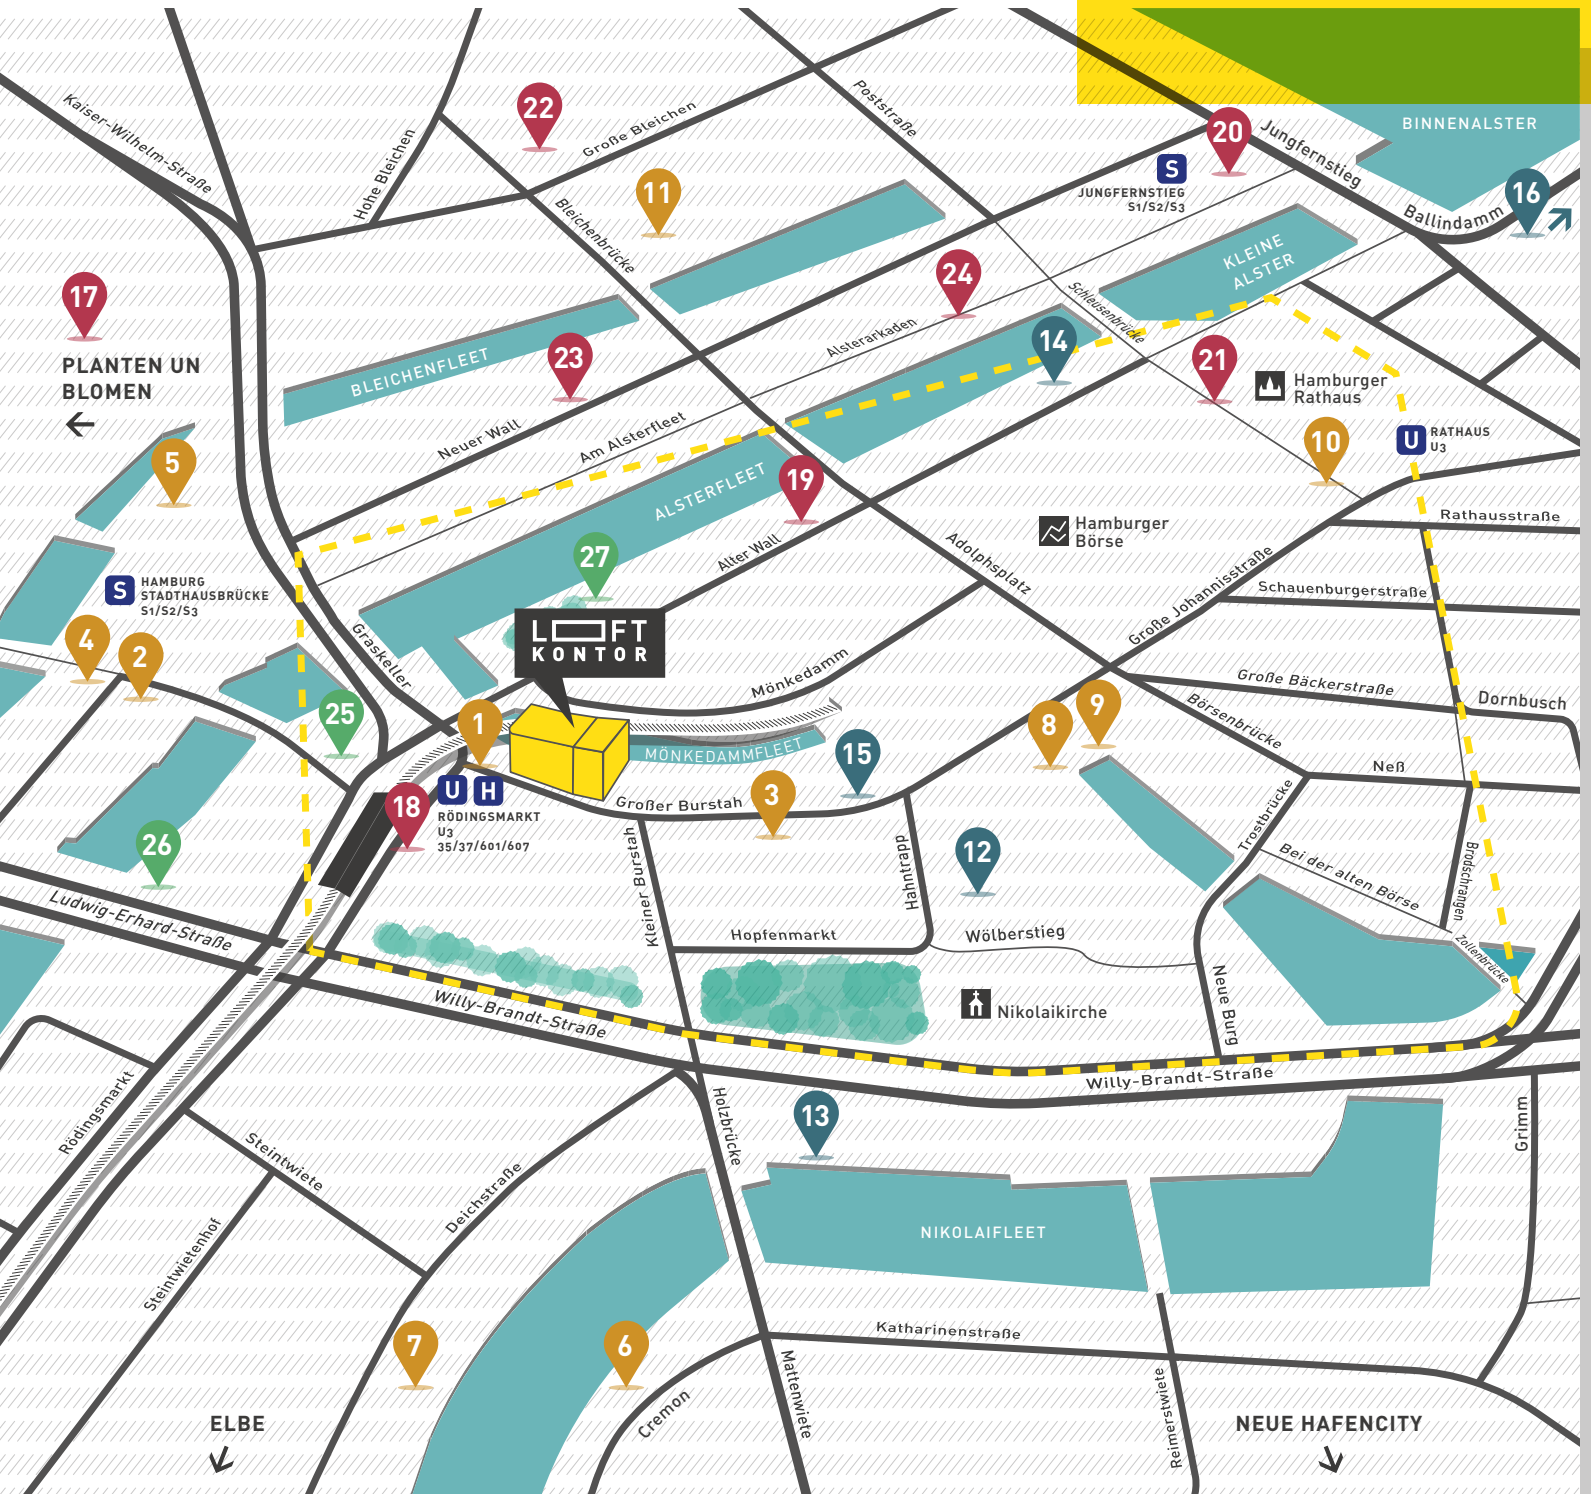 Kaiser-Wilhelm-Straße
Hohe Bleichen
22
Große Bleichen
Poststraße
20
Jungfernstieg
BINNENALSTER
S
JUNGFERNSTIEG
S1/S2/S3
Ballindamm
16
11
Bleichenbrücke
KLEINE
ALSTER
24
Schleusenbrücke
17
PLANTEN UN
BLOMEN
BLEICHENFLEET
23
Alsterarkaden
14
21
Hamburger
Rathaus
Neuer Wall
Am Alsterfleet
10
U
RATHAUS
U3
5
ALSTERFLEET
19
Rathausstraße
Hamburger
Börse
27
Alter Wall
Adolphsplatz
Große Johannisstraße
Schauenburgerstraße
S
HAMBURG
STADTHAUSBRÜCKE
S1/S2/S3
4
2
Graskeller
LOFT
KONTOR
Mönkedamm
Große Bäckerstraße
Dornbusch
Börsenbrücke
25
1
MÖNKEDAMMFLEET
15
8
9
Neß
18
U
H
RÖDINGSMARKT
U3
35/37/601/607
Großer Burstah
3
Trostbrücke
26
Kleiner Burstah
Hahntrapp
12
Bei der alten Börse
Brodschrangen
Ludwig-Erhard-Straße
Hopfenmarkt
Wölberstieg
Zollenbrücke
Willy-Brandt-Straße
Nikolaikirche
Neue Burg
Willy-Brandt-Straße
Rödingsmarkt
Holzbrücke
13
Grimm
Steintwiete
Deichstraße
Steintwietenhof
NIKOLAIFLEET
7
6
Katharinenstraße
Cremon
Mattenwiete
Reimerstwiete
ELBE
NEUE HAFENCITY